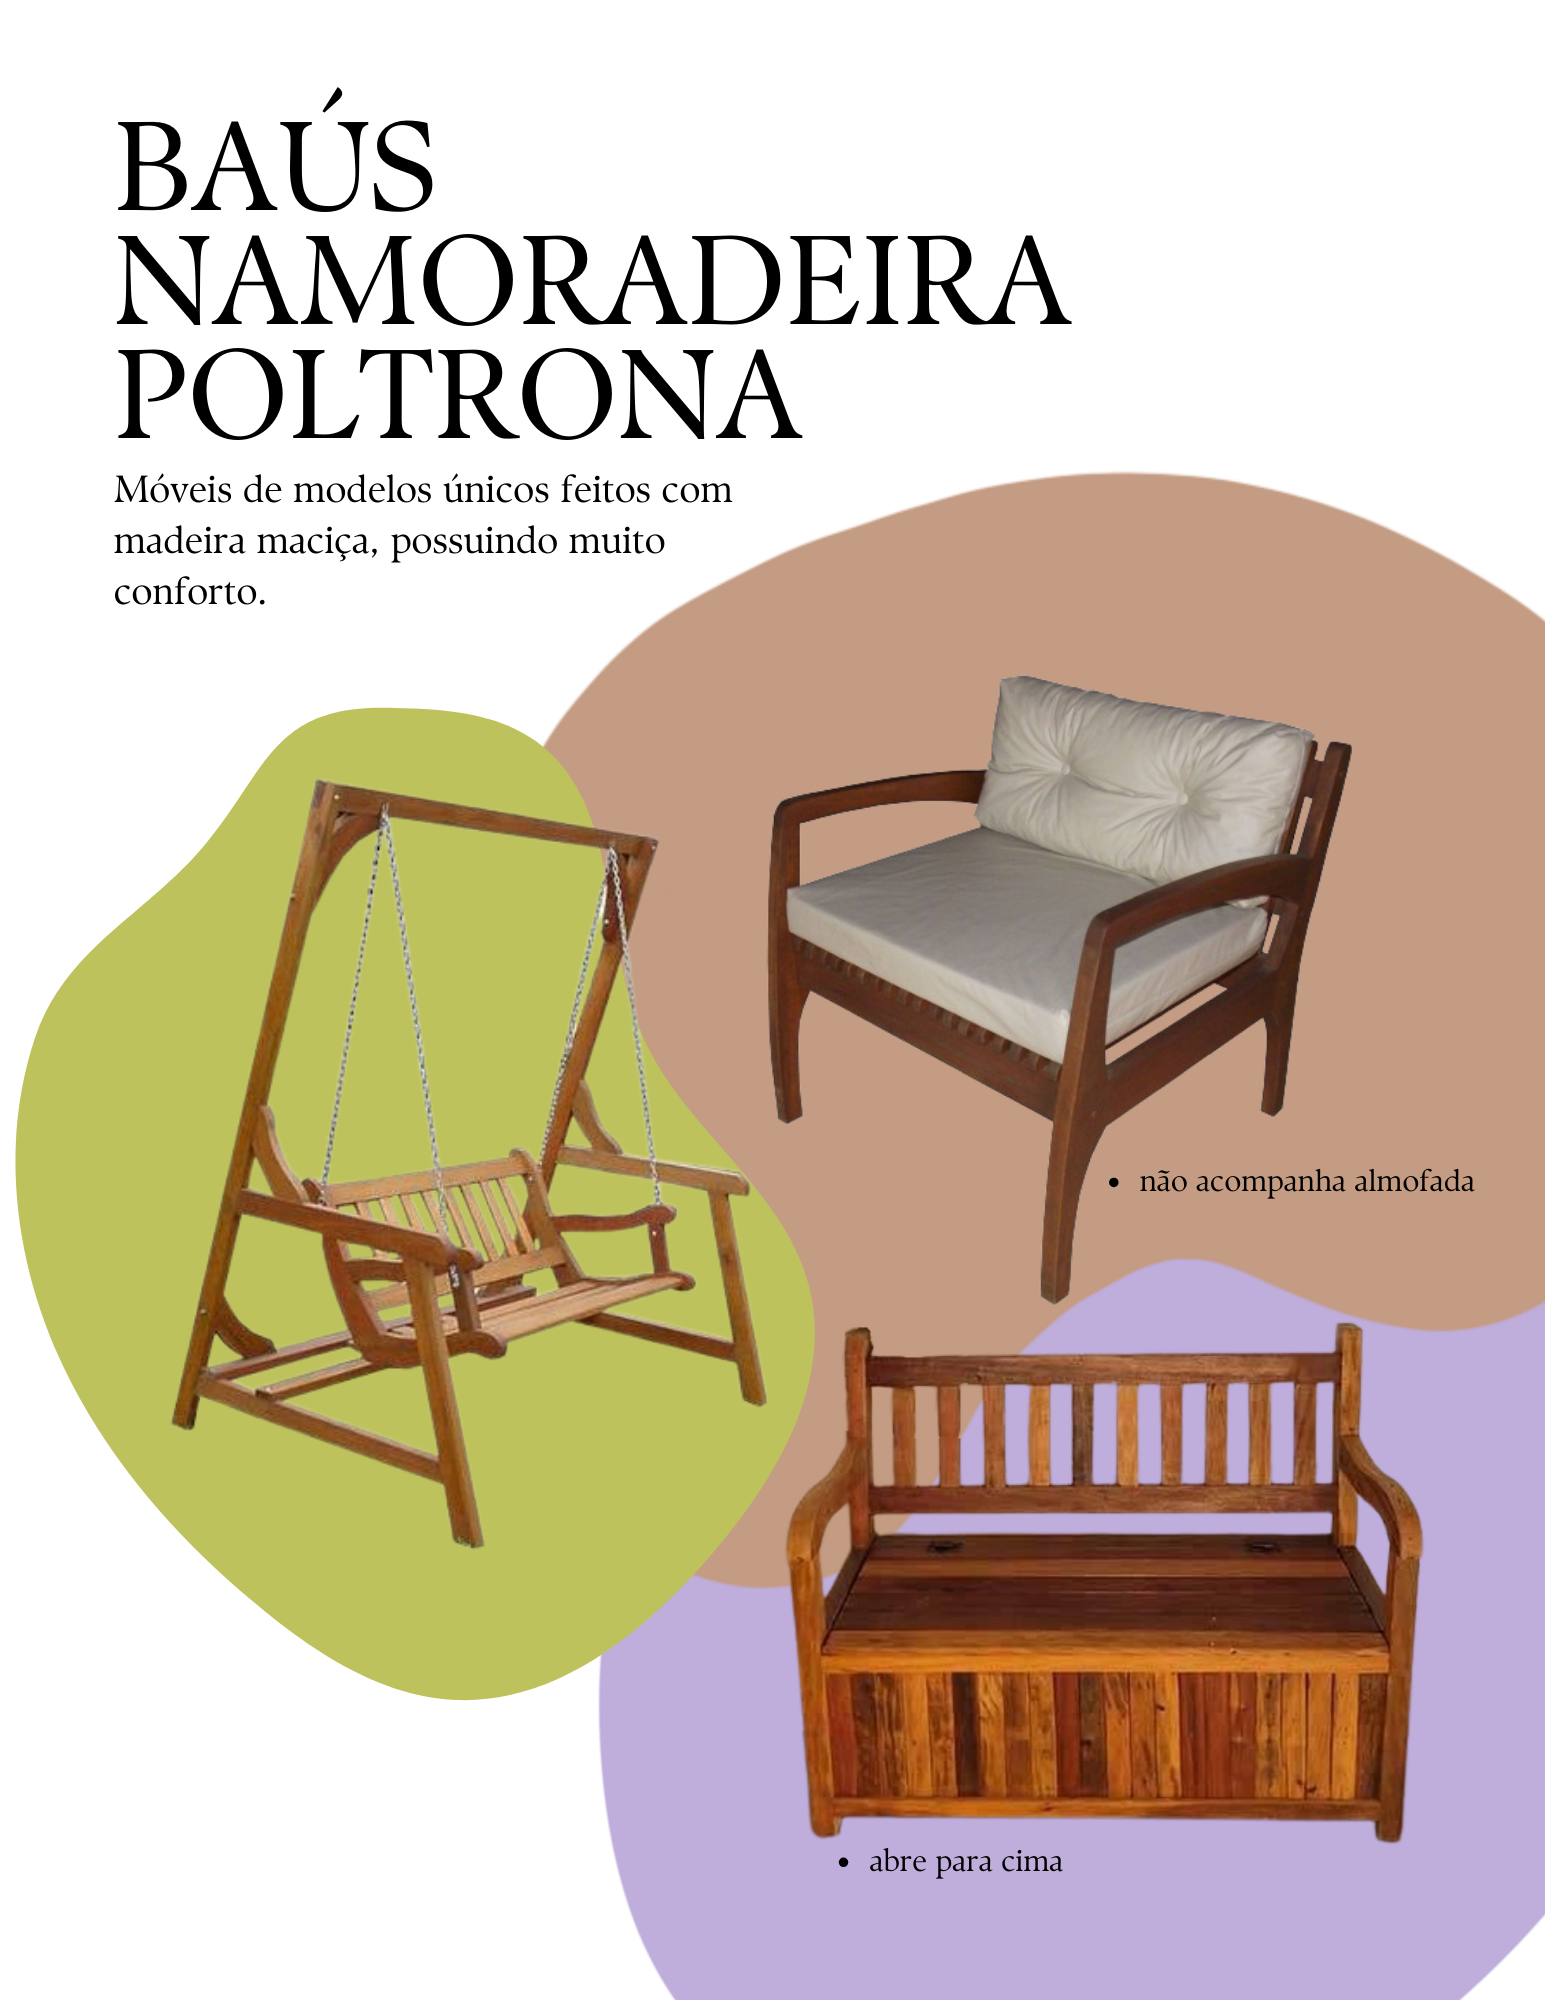 BAÚS
NAMORADEIRA
POLTRONA
Móveis de modelos únicos feitos com
madeira maciça, possuindo muito
conforto.
• não acompanha almofada
• abre para cima